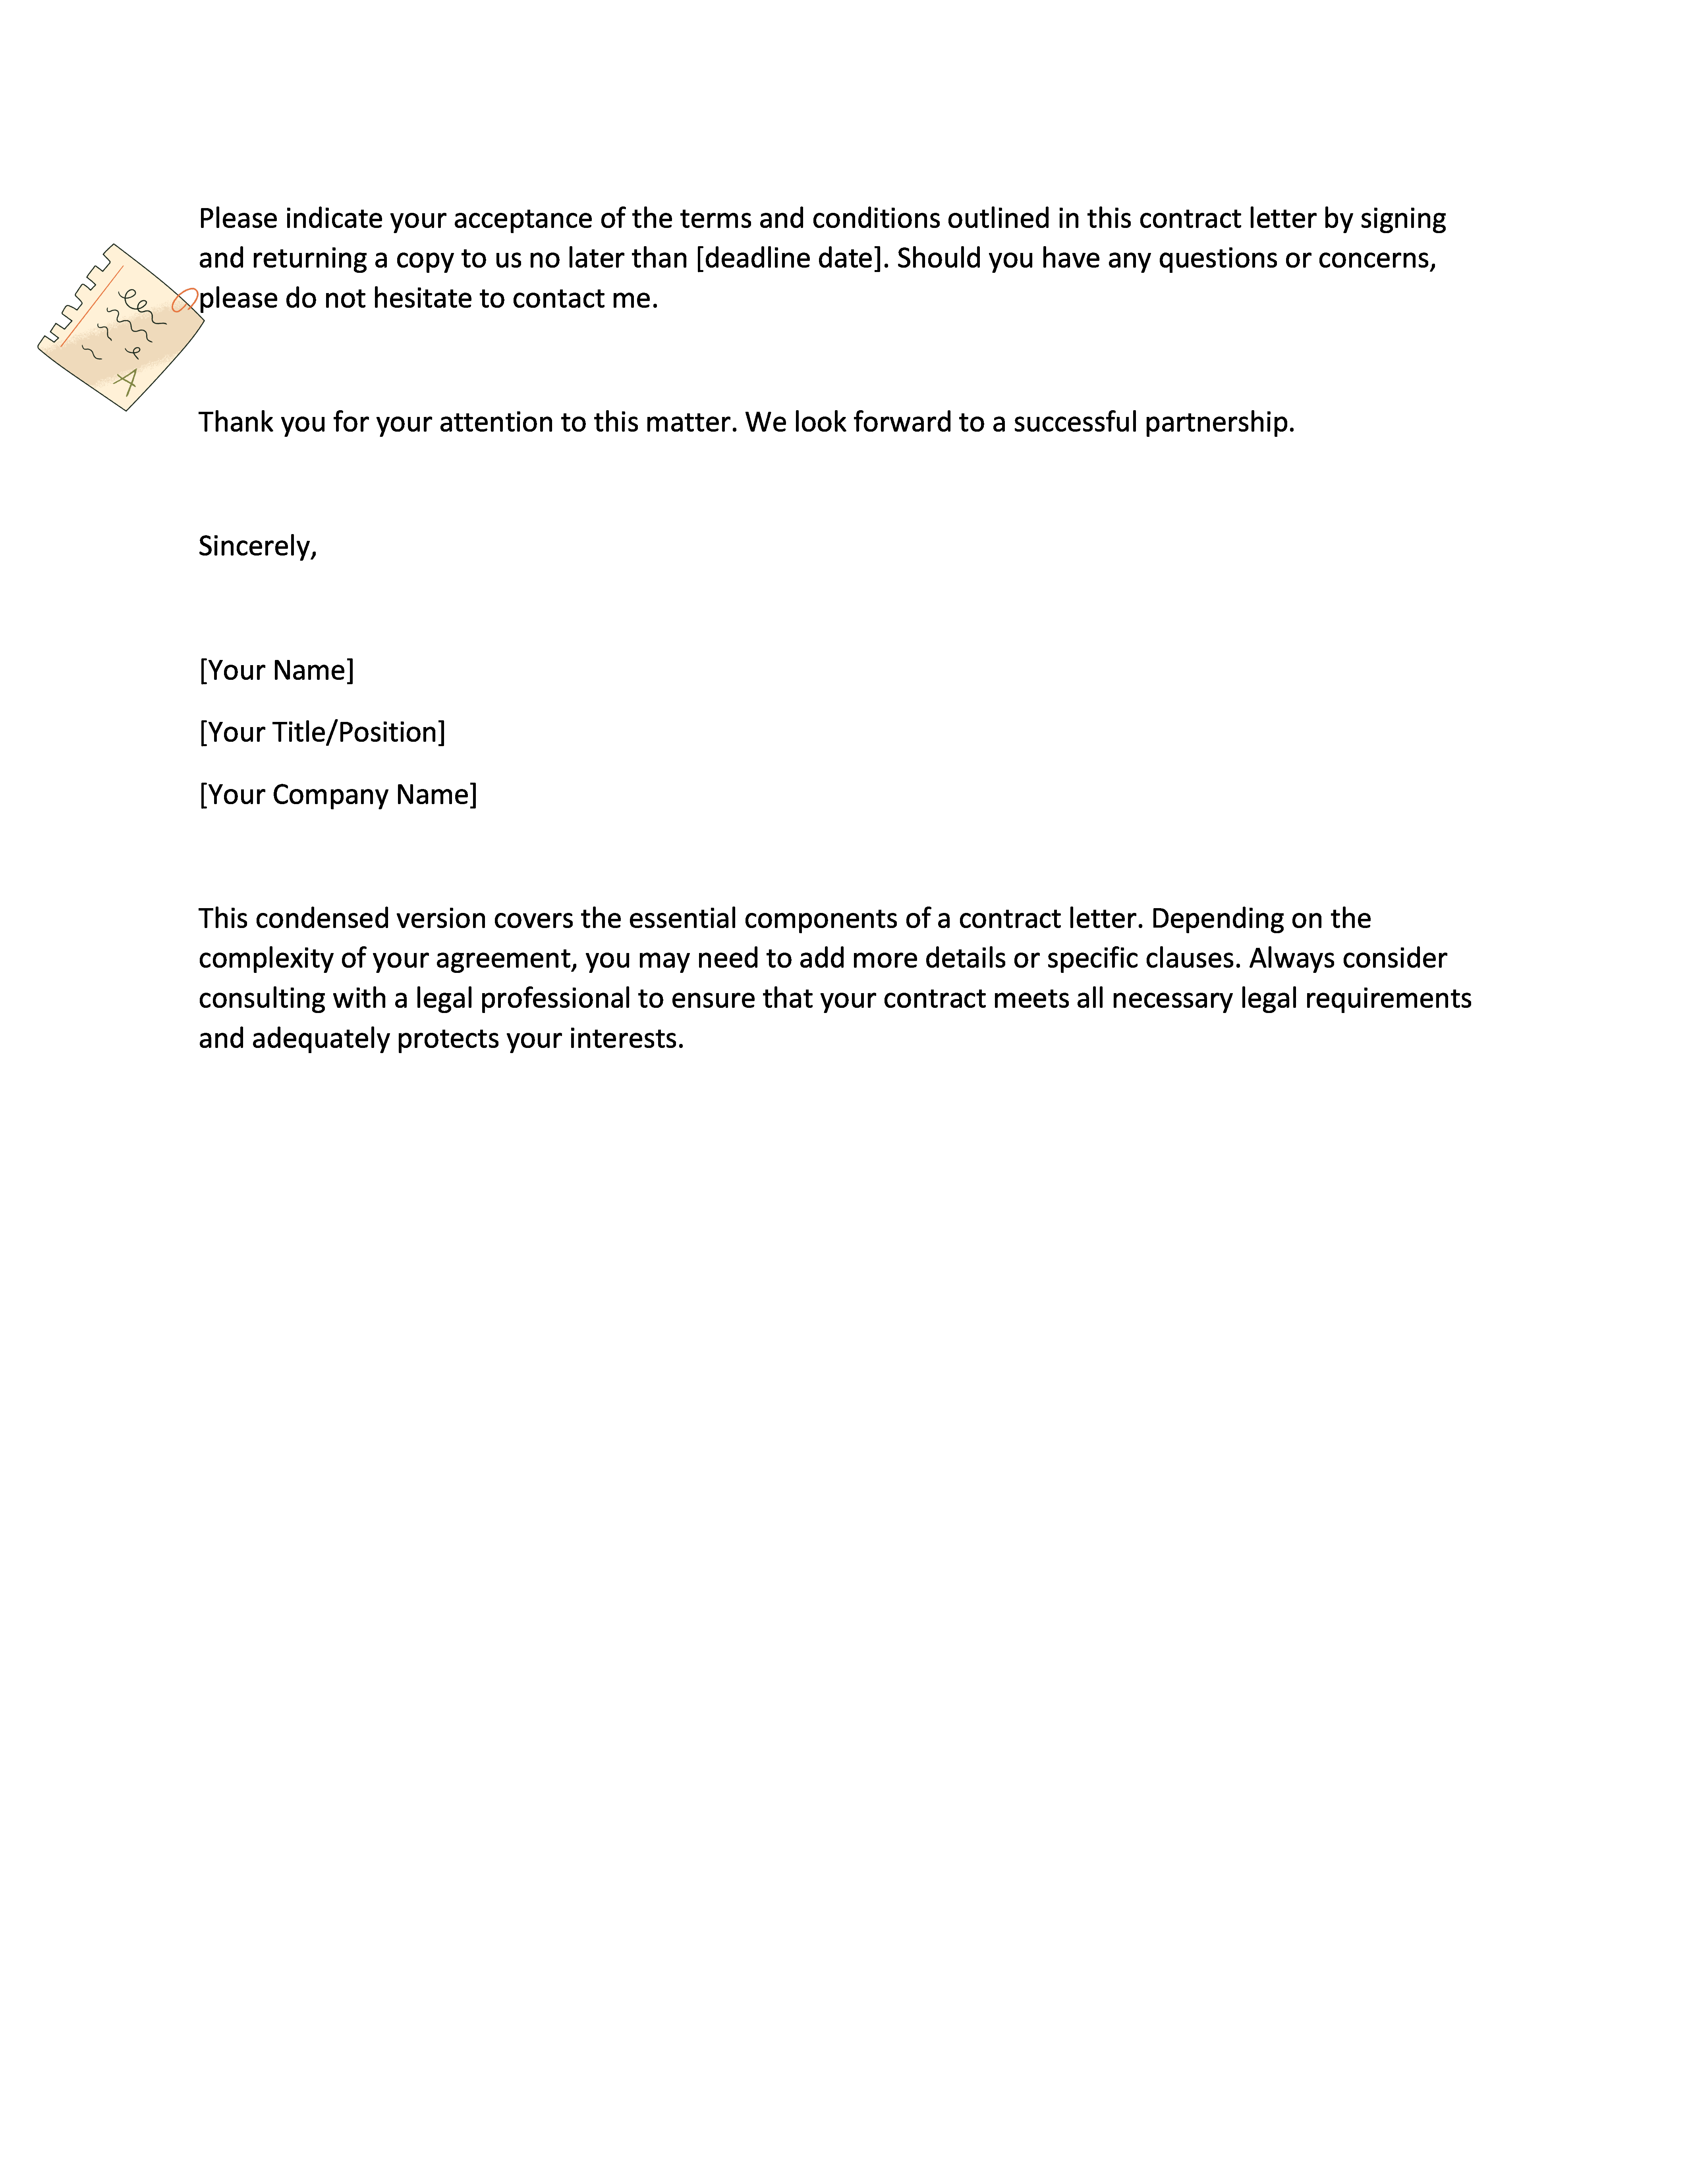 Please indicate your acceptance of the terms and conditions outlined in this contract letter by signing
and returning a copy to us no later than [deadline date]. Should you have any questions or concerns,
please do not hesitate to contact me.
Thank you for your attention to this matter. We look forward to a successful partnership.
Sincerely,
[Your Name]
[Your Title/Position]
[Your Company Name]
This condensed version covers the essential components of a contract letter. Depending on the
complexity of your agreement, you may need to add more details or specific clauses. Always consider
consulting with a legal professional to ensure that your contract meets all necessary legal requirements
and adequately protects your interests.
A